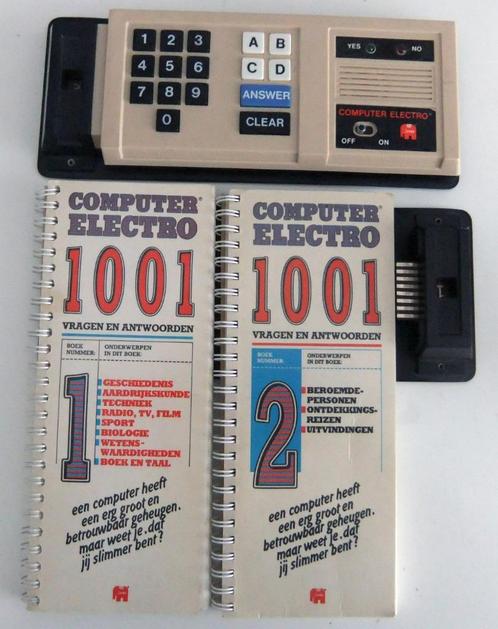 1 2 3
4 5 6
7 8 9
0
A B
C D
ANSWER
CLEAR
YES NO
COMPUTER ELECTRO™
OFF ON
COMPUTER®
ELECTRO
1001
VRAGEN EN ANTWOORDEN
BOEK
NUMMER:
ONDERWERPEN
IN DIT BOEK:
1
GESCHIEDENIS
AARDRIJKSKUNDE
TECHNIEK
RADIO, TV, FILM
SPORT
BIOLOGIE
WETENS-
WAARDIGHEDEN
BOEK EN TAAL
een computer heeft
een erg groot en
betrouwbaar geheugen.
maar weet je, dat
jij slimmer bent?
COMPUTER®
ELECTRO
1001
VRAGEN EN ANTWOORDEN
BOEK
NUMMER:
ONDERWERPEN
IN DIT BOEK:
2
BEROEMDE-
PERSONEN
ONTDEKKINGS-
REIZEN
UITVINDINGEN
een computer heeft
een erg groot en
betrouwbaar geheugen.
maar weet je, dat
jij slimmer bent?